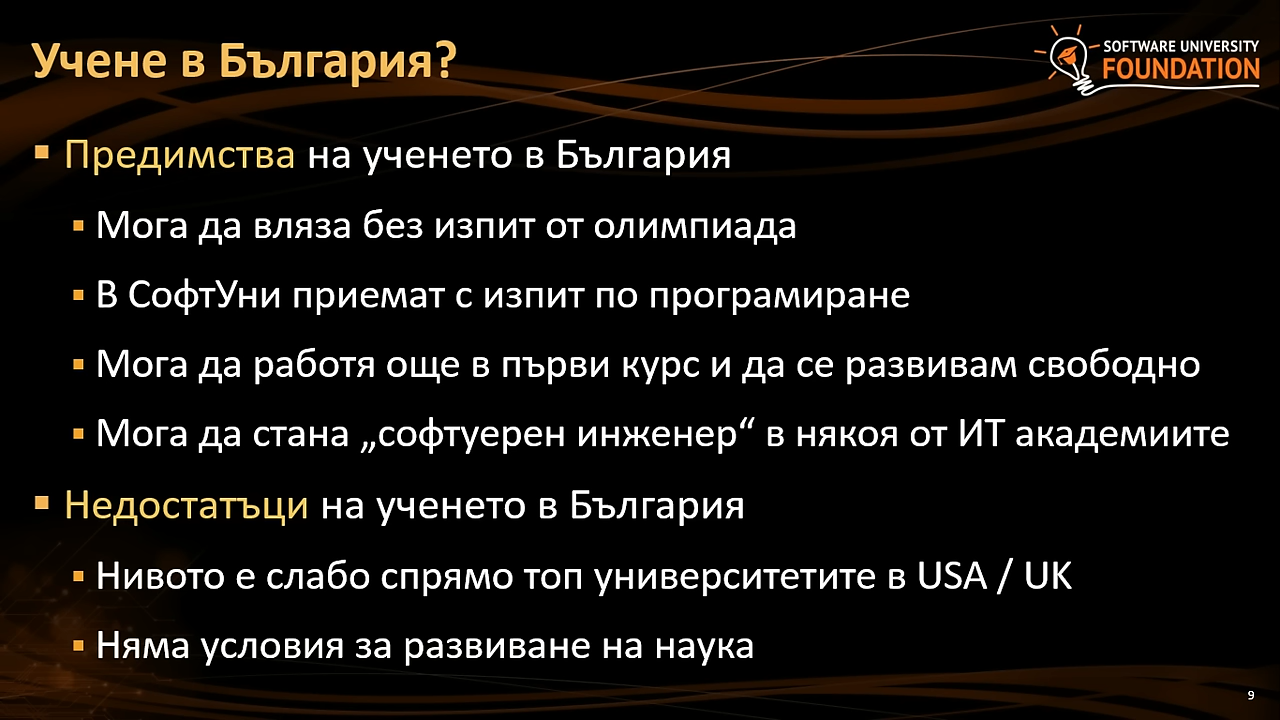 Учене в България?
SOFTWARE UNIVERSITY
FOUNDATION
Предимства на ученето в България
Мога да вляза без изпит от олимпиада
В СофтУни приемат с изпит по програмиране
Мога да работя още в първи курс и да се развивам свободно
Мога да стана „софтуерен инженер“ в някоя от ИТ академиите
Недостатъци на ученето в България
Нивото е слабо спрямо топ университетите в USA / UK
Няма условия за развиване на наука
9